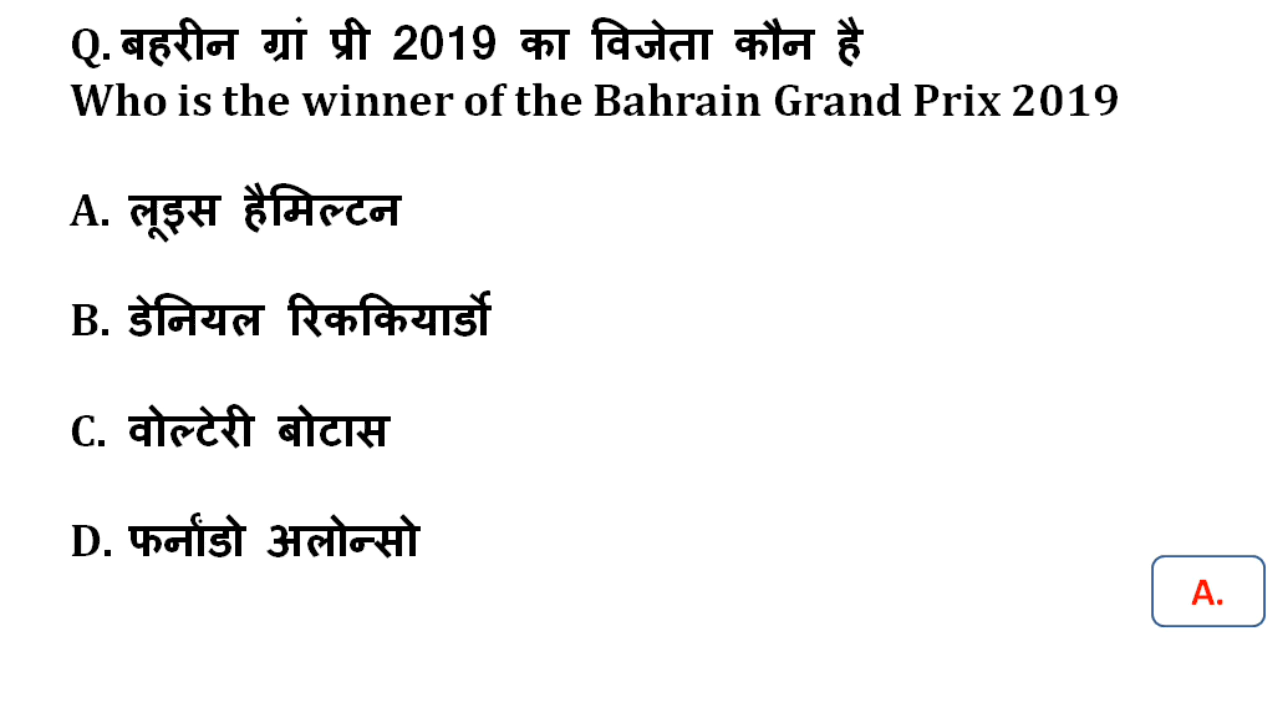 Q. बहरीन ग्रां प्री 2019 का विजेता कौन है
Who is the winner of the Bahrain Grand Prix 2019
A. लूइस हैमिल्टन
B. डेनियल रिककियार्डो
C. वोल्टेरी बोटास
D. फर्नांडो अलोन्सो
A.